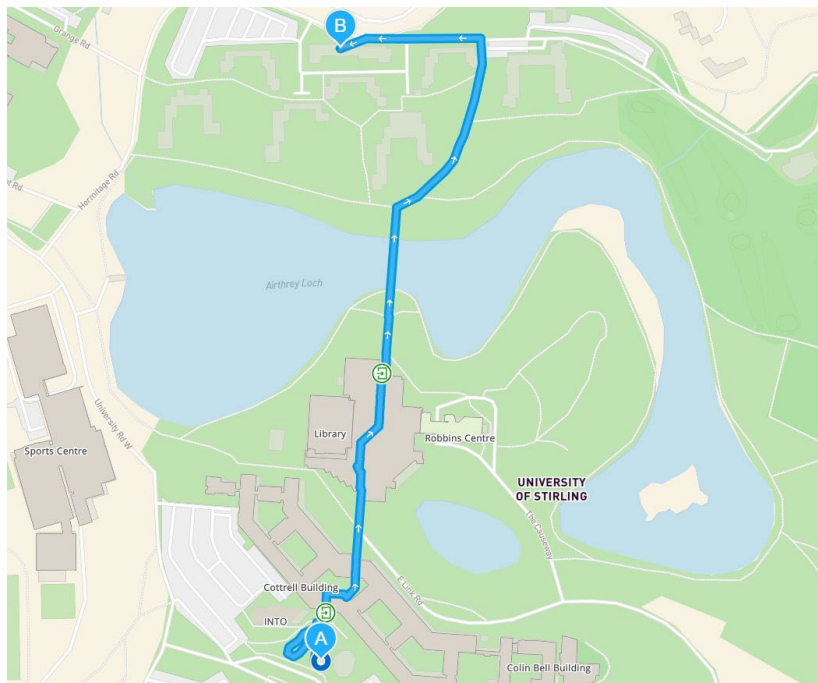 B
Grange Rd
Hermitage Rd
Airthrey Loch
University Rd W
Library
Robbins Centre
Sports Centre
UNIVERSITY
OF STIRLING
The Causeway
E Link Rd
Cottrell Building
INTO
A
Colin Bell Building